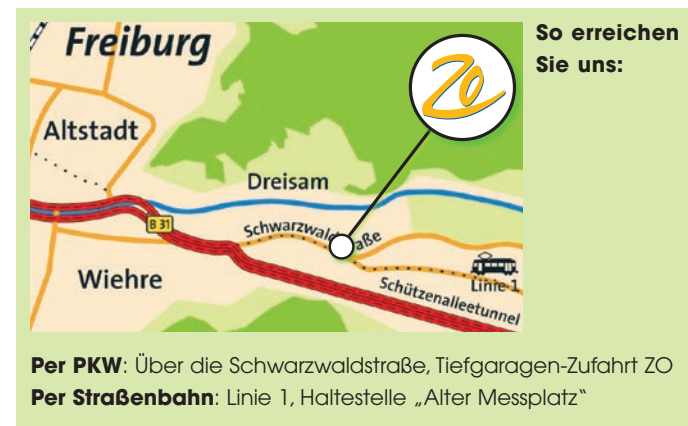 So erreichen
Sie uns:
Freiburg
ZO
Altstadt
Dreisam
B 31
Schwarzwaldstraße
Wiehre
Linie 1
Schützenalleetunnel
Per PKW: Über die Schwarzwaldstraße, Tiefgaragen-Zufahrt ZO
Per Straßenbahn: Linie 1, Haltestelle „Alter Messplatz“